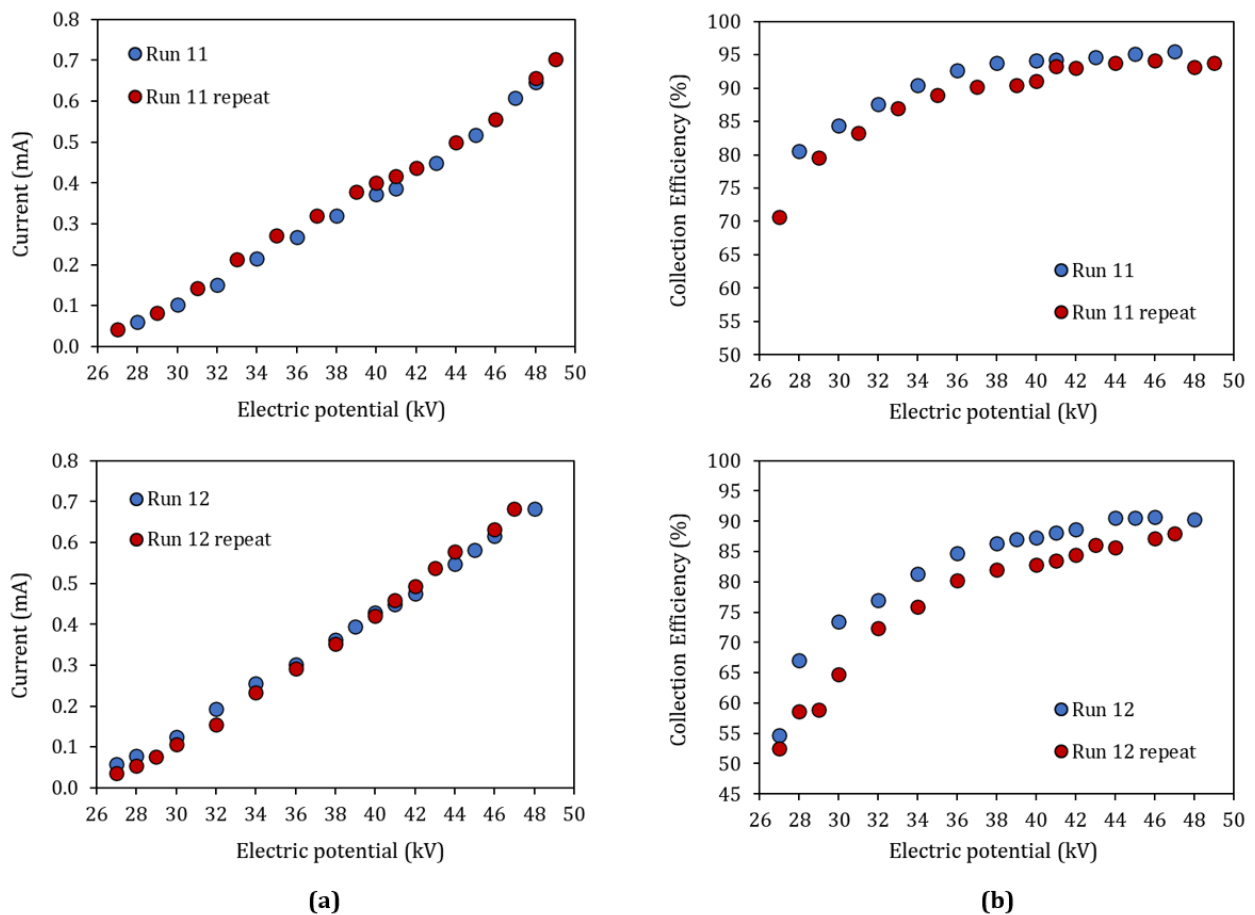 0.8
0.7
0.6
0.5
0.4
0.3
0.2
0.1
0.0
Current (mA)
Run 11
Run 11 repeat
26 28 30 32 34 36 38 40 42 44 46 48 50
Electric potential (kV)
100
95
90
85
80
75
70
65
60
55
50
Collection Efficiency (%)
Run 11
Run 11 repeat
26 28 30 32 34 36 38 40 42 44 46 48 50
Electric potential (kV)
0.8
0.7
0.6
0.5
0.4
0.3
0.2
0.1
0.0
Current (mA)
Run 12
Run 12 repeat
26 28 30 32 34 36 38 40 42 44 46 48 50
Electric potential (kV)
100
95
90
85
80
75
70
65
60
55
50
45
Collection Efficiency (%)
Run 12
Run 12 repeat
26 28 30 32 34 36 38 40 42 44 46 48 50
Electric potential (kV)
(a)
(b)